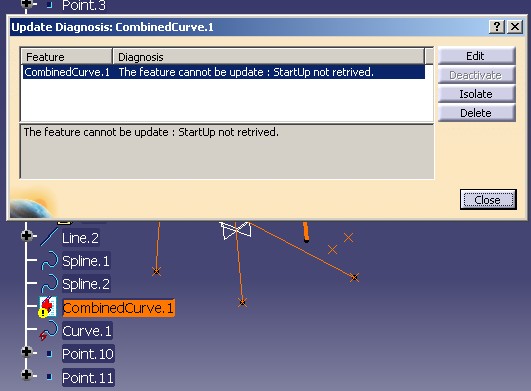 Point.3
Update Diagnosis: CombinedCurve.1
Feature Diagnosis
CombinedCurve.1 The feature cannot be update : StartUp not retrived.
Edit
Deactivate
Isolate
Delete
The feature cannot be update : StartUp not retrived.
Close
Line.2
Spline.1
Spline.2
CombinedCurve.1
Curve.1
Point.10
Point.11